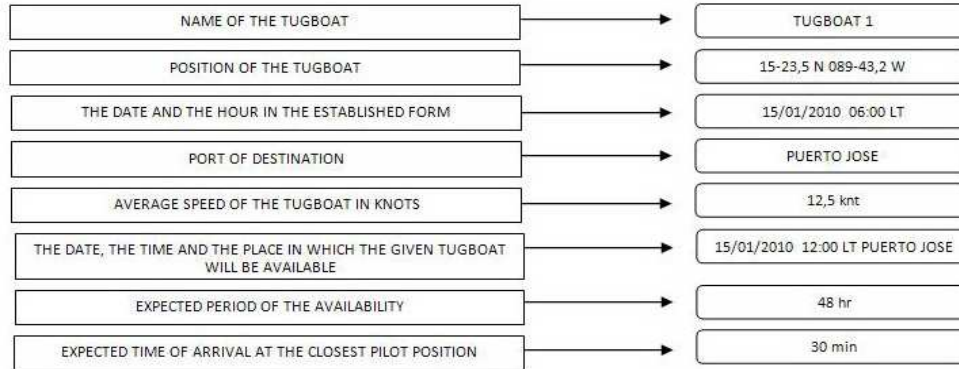 NAME OF THE TUGBOAT
TUGBOAT 1
POSITION OF THE TUGBOAT
15-23,5 N 089-43,2 W
THE DATE AND THE HOUR IN THE ESTABLISHED FORM
15/01/2010 06:00 LT
PORT OF DESTINATION
PUERTO JOSE
AVERAGE SPEED OF THE TUGBOAT IN KNOTS
12,5 knt
THE DATE, THE TIME AND THE PLACE IN WHICH THE GIVEN TUGBOAT
WILL BE AVAILABLE
15/01/2010 12:00 LT PUERTO JOSE
EXPECTED PERIOD OF THE AVAILABILITY
48 hr
EXPECTED TIME OF ARRIVAL AT THE CLOSEST PILOT POSITION
30 min